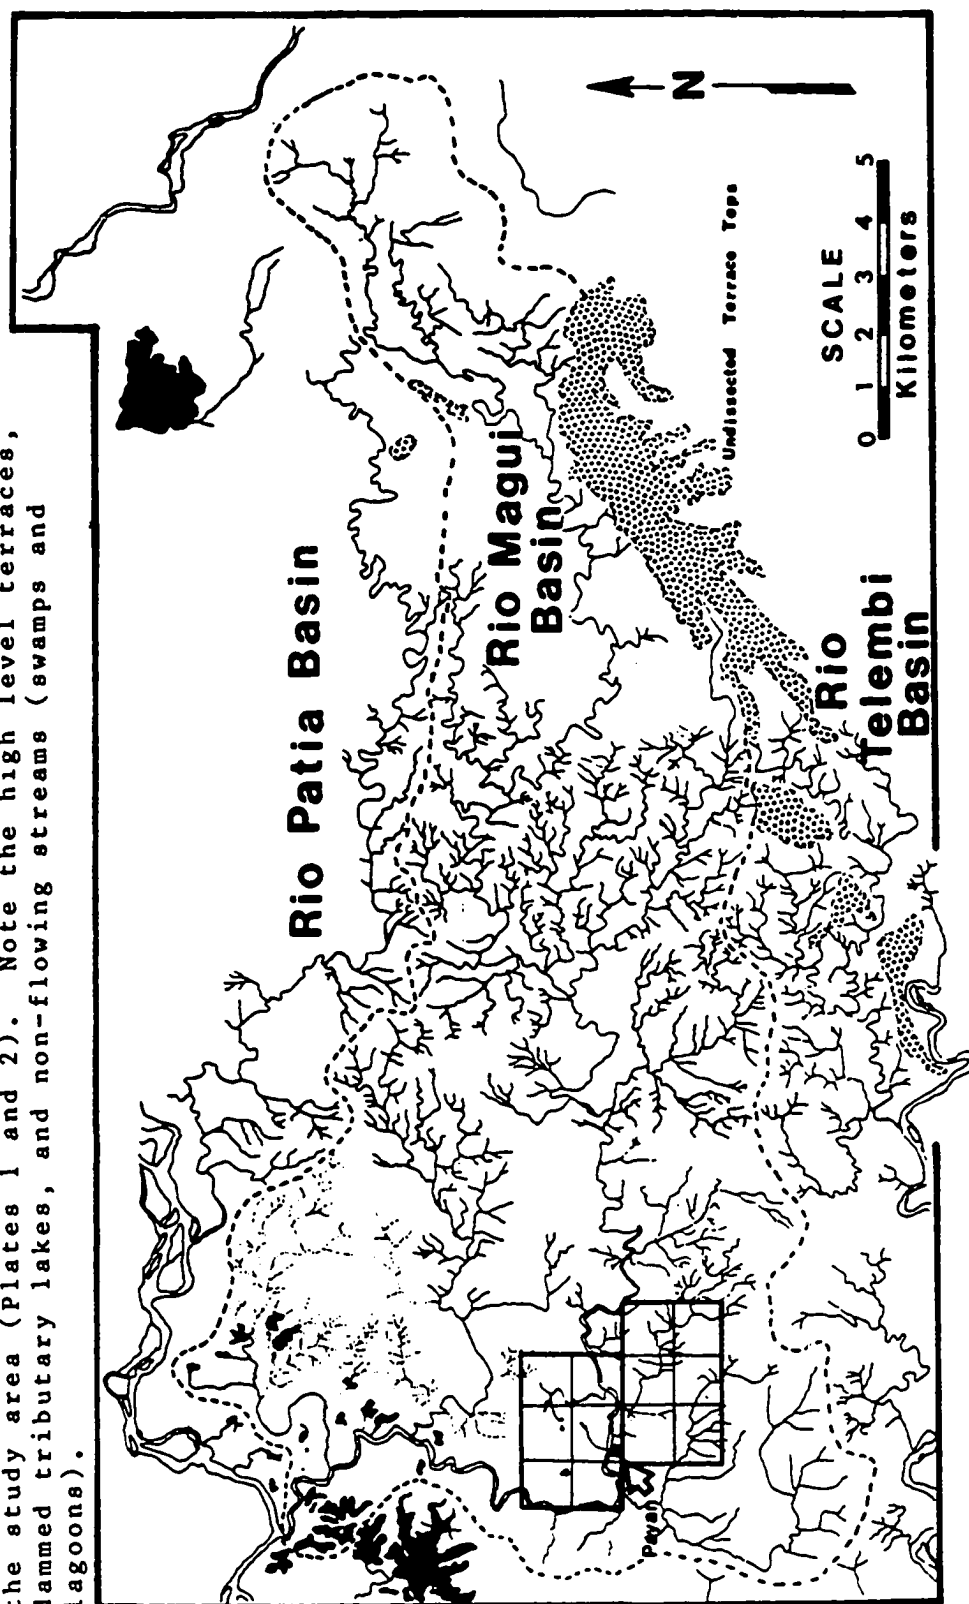 the study area (Plates 1 and 2). Note the high level terraces,
dammed tributary lakes, and non-flowing streams (swamps and
lagoons).
Rio Patia Basin
Rio Magui
Basin
Rio
Telembi
Basin
Undissected Terrace Tops
N
SCALE
0 1 2 3 4 5
Kilometers
Payan